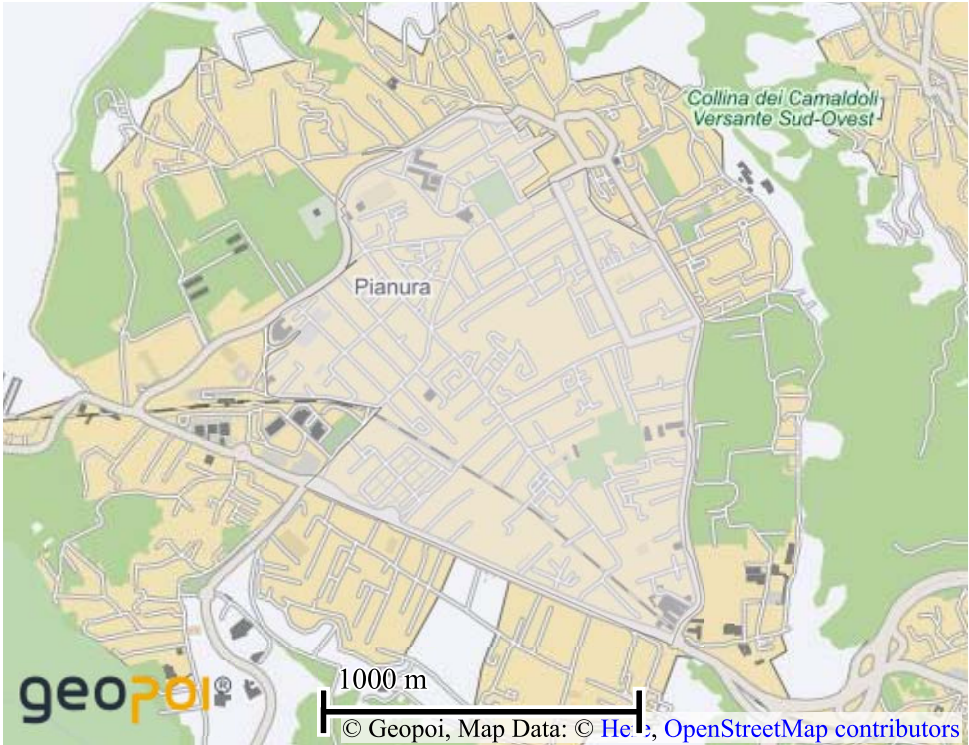 Collina dei Camaldoli
Versante Sud-Ovest
Pianura
geopoi®
1000 m
© Geopoi, Map Data: © Here, OpenStreetMap contributors